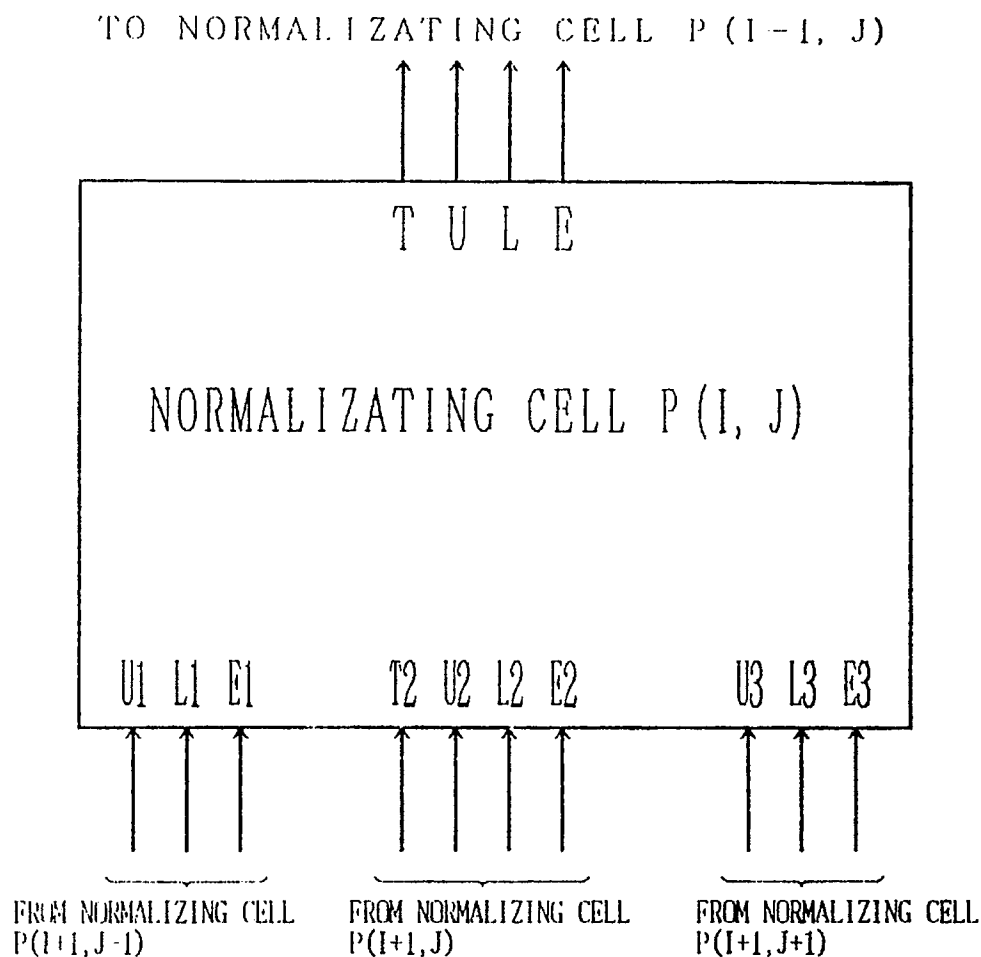 TO NORMALIZATING CELL P(I-1, J)
T U L E
NORMALIZATING CELL P(I, J)
U1 L1 E1 T2 U2 L2 E2 U3 L3 E3
FROM NORMALIZING CELL
P(I+1, J-1)
FROM NORMALIZING CELL
P(I+1, J)
FROM NORMALIZING CELL
P(I+1, J+1)